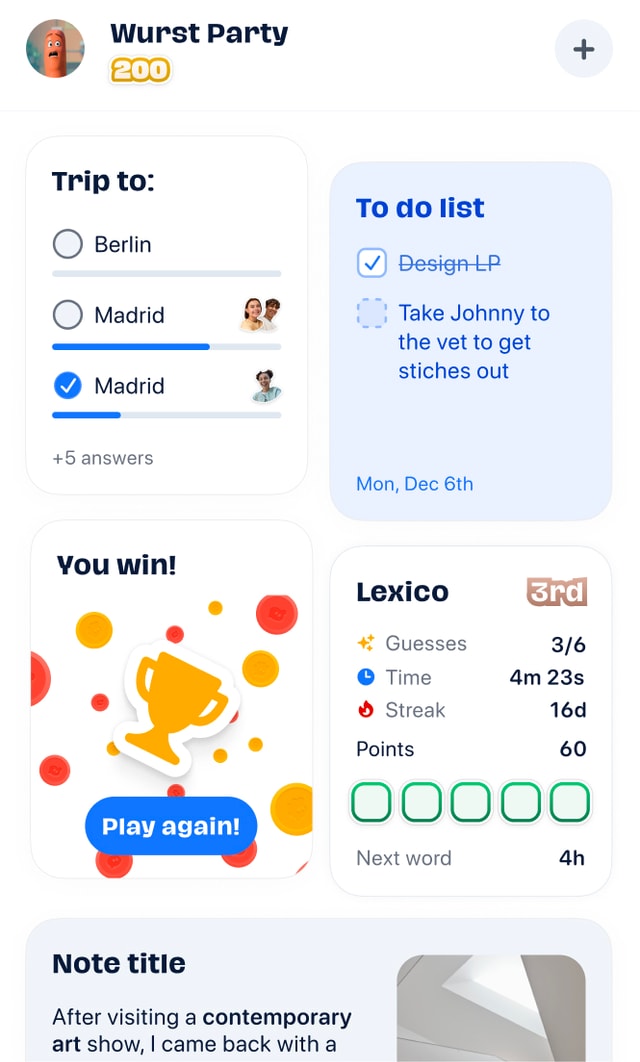 Wurst Party
200
Trip to:
Berlin
Madrid
Madrid
+5 answers
To do list
Design LP
Take Johnny to
the vet to get
stiches out
Mon, Dec 6th
You win!
Play again!
Lexico 3rd
Guesses 3/6
Time 4m 23s
Streak 16d
Points 60
Next word 4h
Note title
After visiting a contemporary
art show, I came back with a